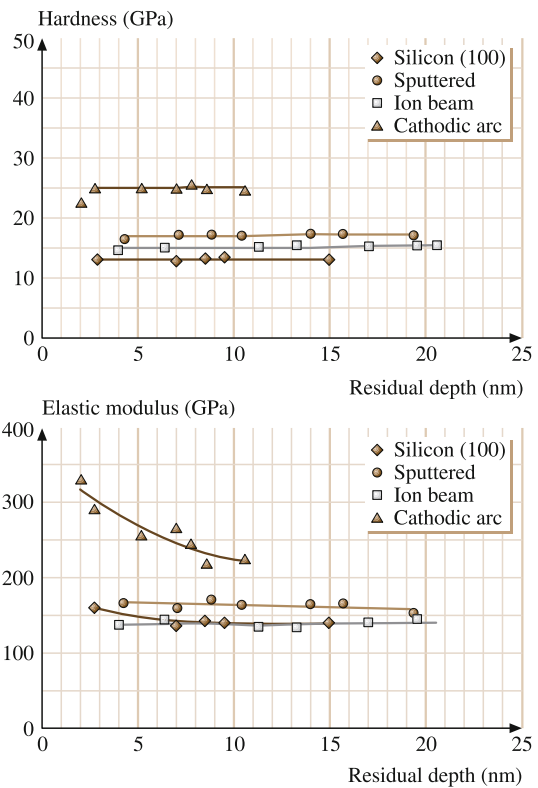 Hardness (GPa)
50
40
30
20
10
0
0 5 10 15 20 25
Residual depth (nm)
Silicon (100)
Sputtered
Ion beam
Cathodic arc
Elastic modulus (GPa)
400
300
200
100
0
0 5 10 15 20 25
Residual depth (nm)
Silicon (100)
Sputtered
Ion beam
Cathodic arc